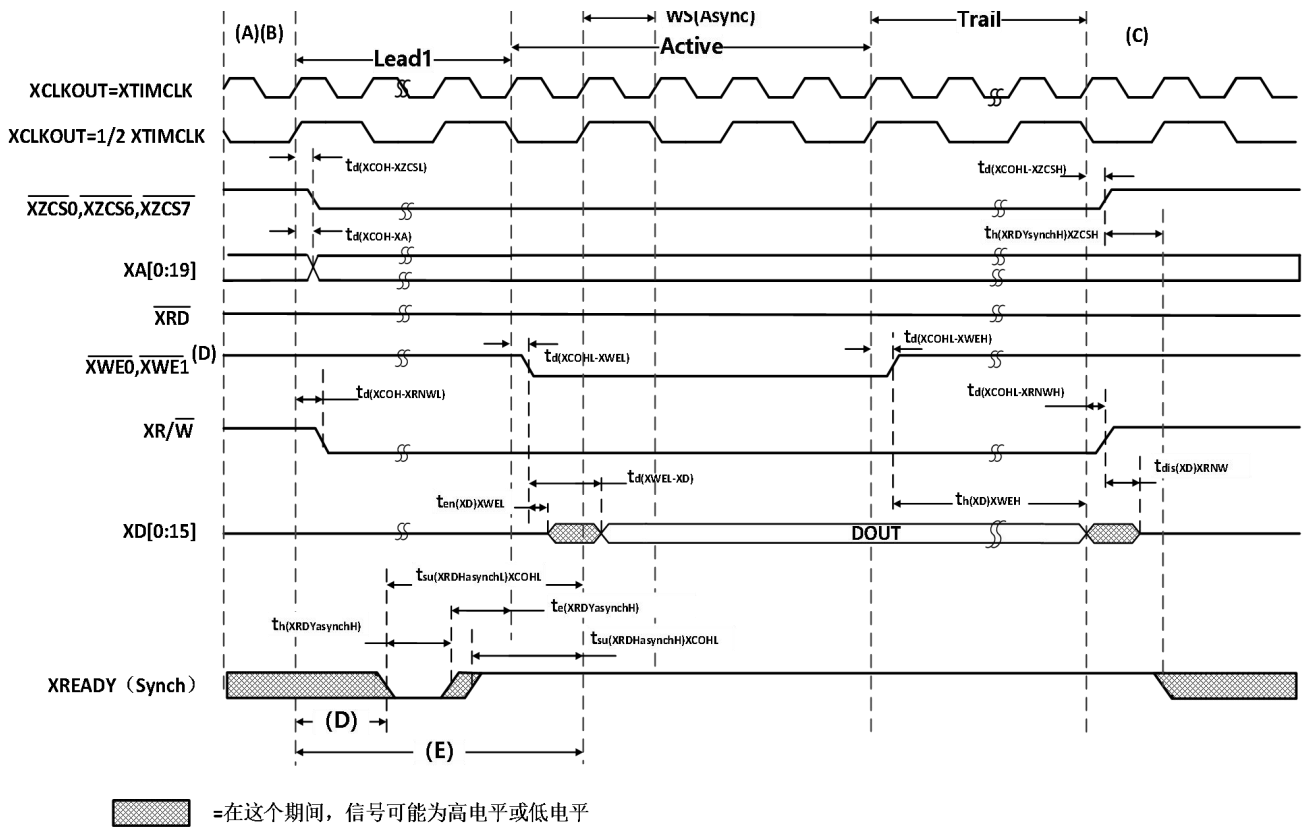 (A)(B)
WS(Async)
Trail
(C)
Lead1
Active
XCLKOUT=XTIMCLK
XCLKOUT=1/2 XTIMCLK
td(XCOH-XZCSL)
td(XCOHL-XZCSH)
XZCS0,XZCS6,XZCS7
td(XCOH-XA)
th(XRDYsynchH)XZCSH
XA[0:19]
XRD
XWE0,XWE1 (D)
td(XCOHL-XWEL)
td(XCOHL-XWEH)
td(XCOH-XRNWL)
td(XCOHL-XRNWH)
XR/W
td(XWEL-XD)
tdis(XD)XRNW
ten(XD)XWEL
th(XD)XWEH
XD[0:15]
DOUT
tsu(XRDHasynchL)XCOHL
te(XRDYasynchH)
th(XRDYasynchH)
tsu(XRDHasynchH)XCOHL
XREADY（Synch）
(D)
(E)
=在这个期间，信号可能为高电平或低电平